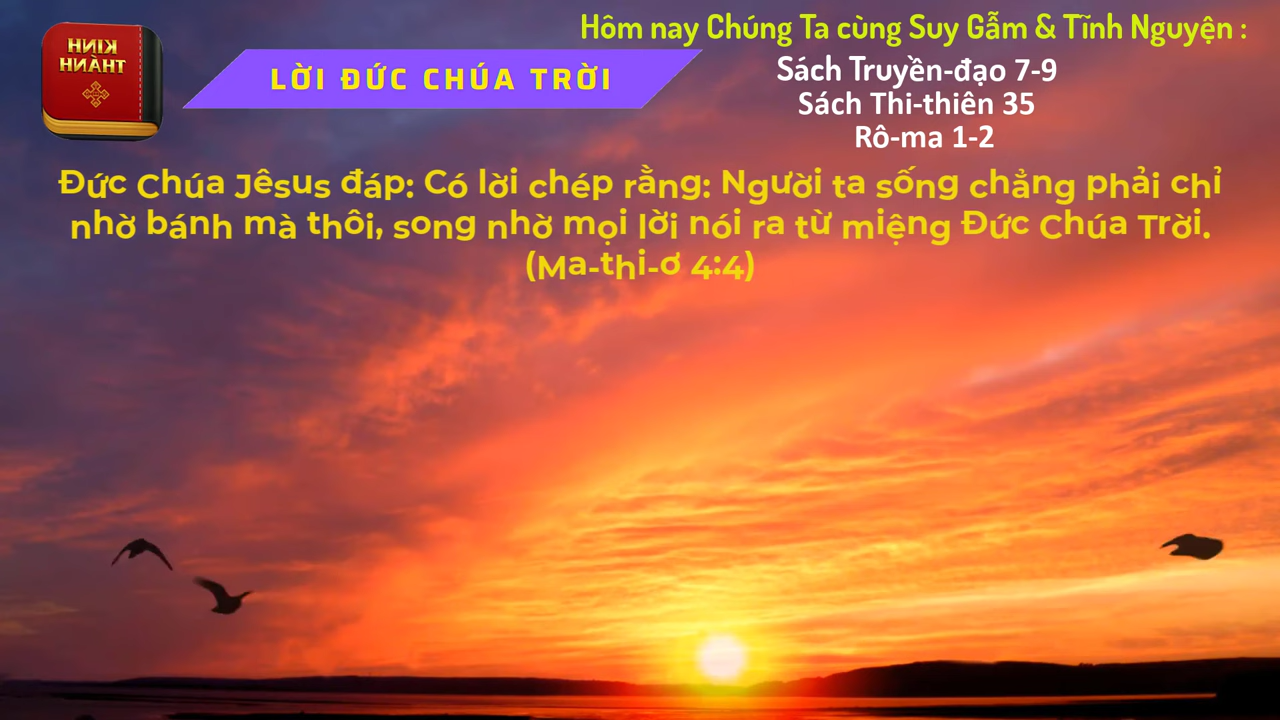 Hôm nay Chúng Ta cùng Suy Gẫm & Tĩnh Nguyện :
KINH
THÁNH
LỜI ĐỨC CHÚA TRỜI
Sách Truyền-đạo 7-9
Sách Thi-thiên 35
Rô-ma 1-2
Đức Chúa Jêsus đáp: Có lời chép rằng: Người ta sống chẳng phải chỉ
nhờ bánh mà thôi, song nhờ mọi lời nói ra từ miệng Đức Chúa Trời.
(Ma-thi-ơ 4:4)